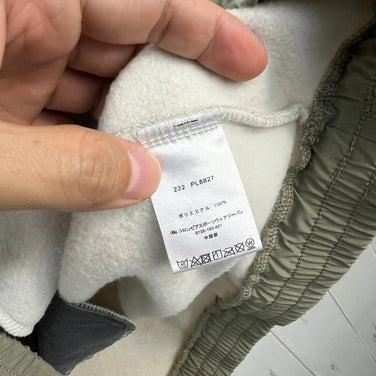 222 PL8827
ポリエステル 100%
(株)コロンビアスポーツウェアジャパン
0120-193-821
中国製